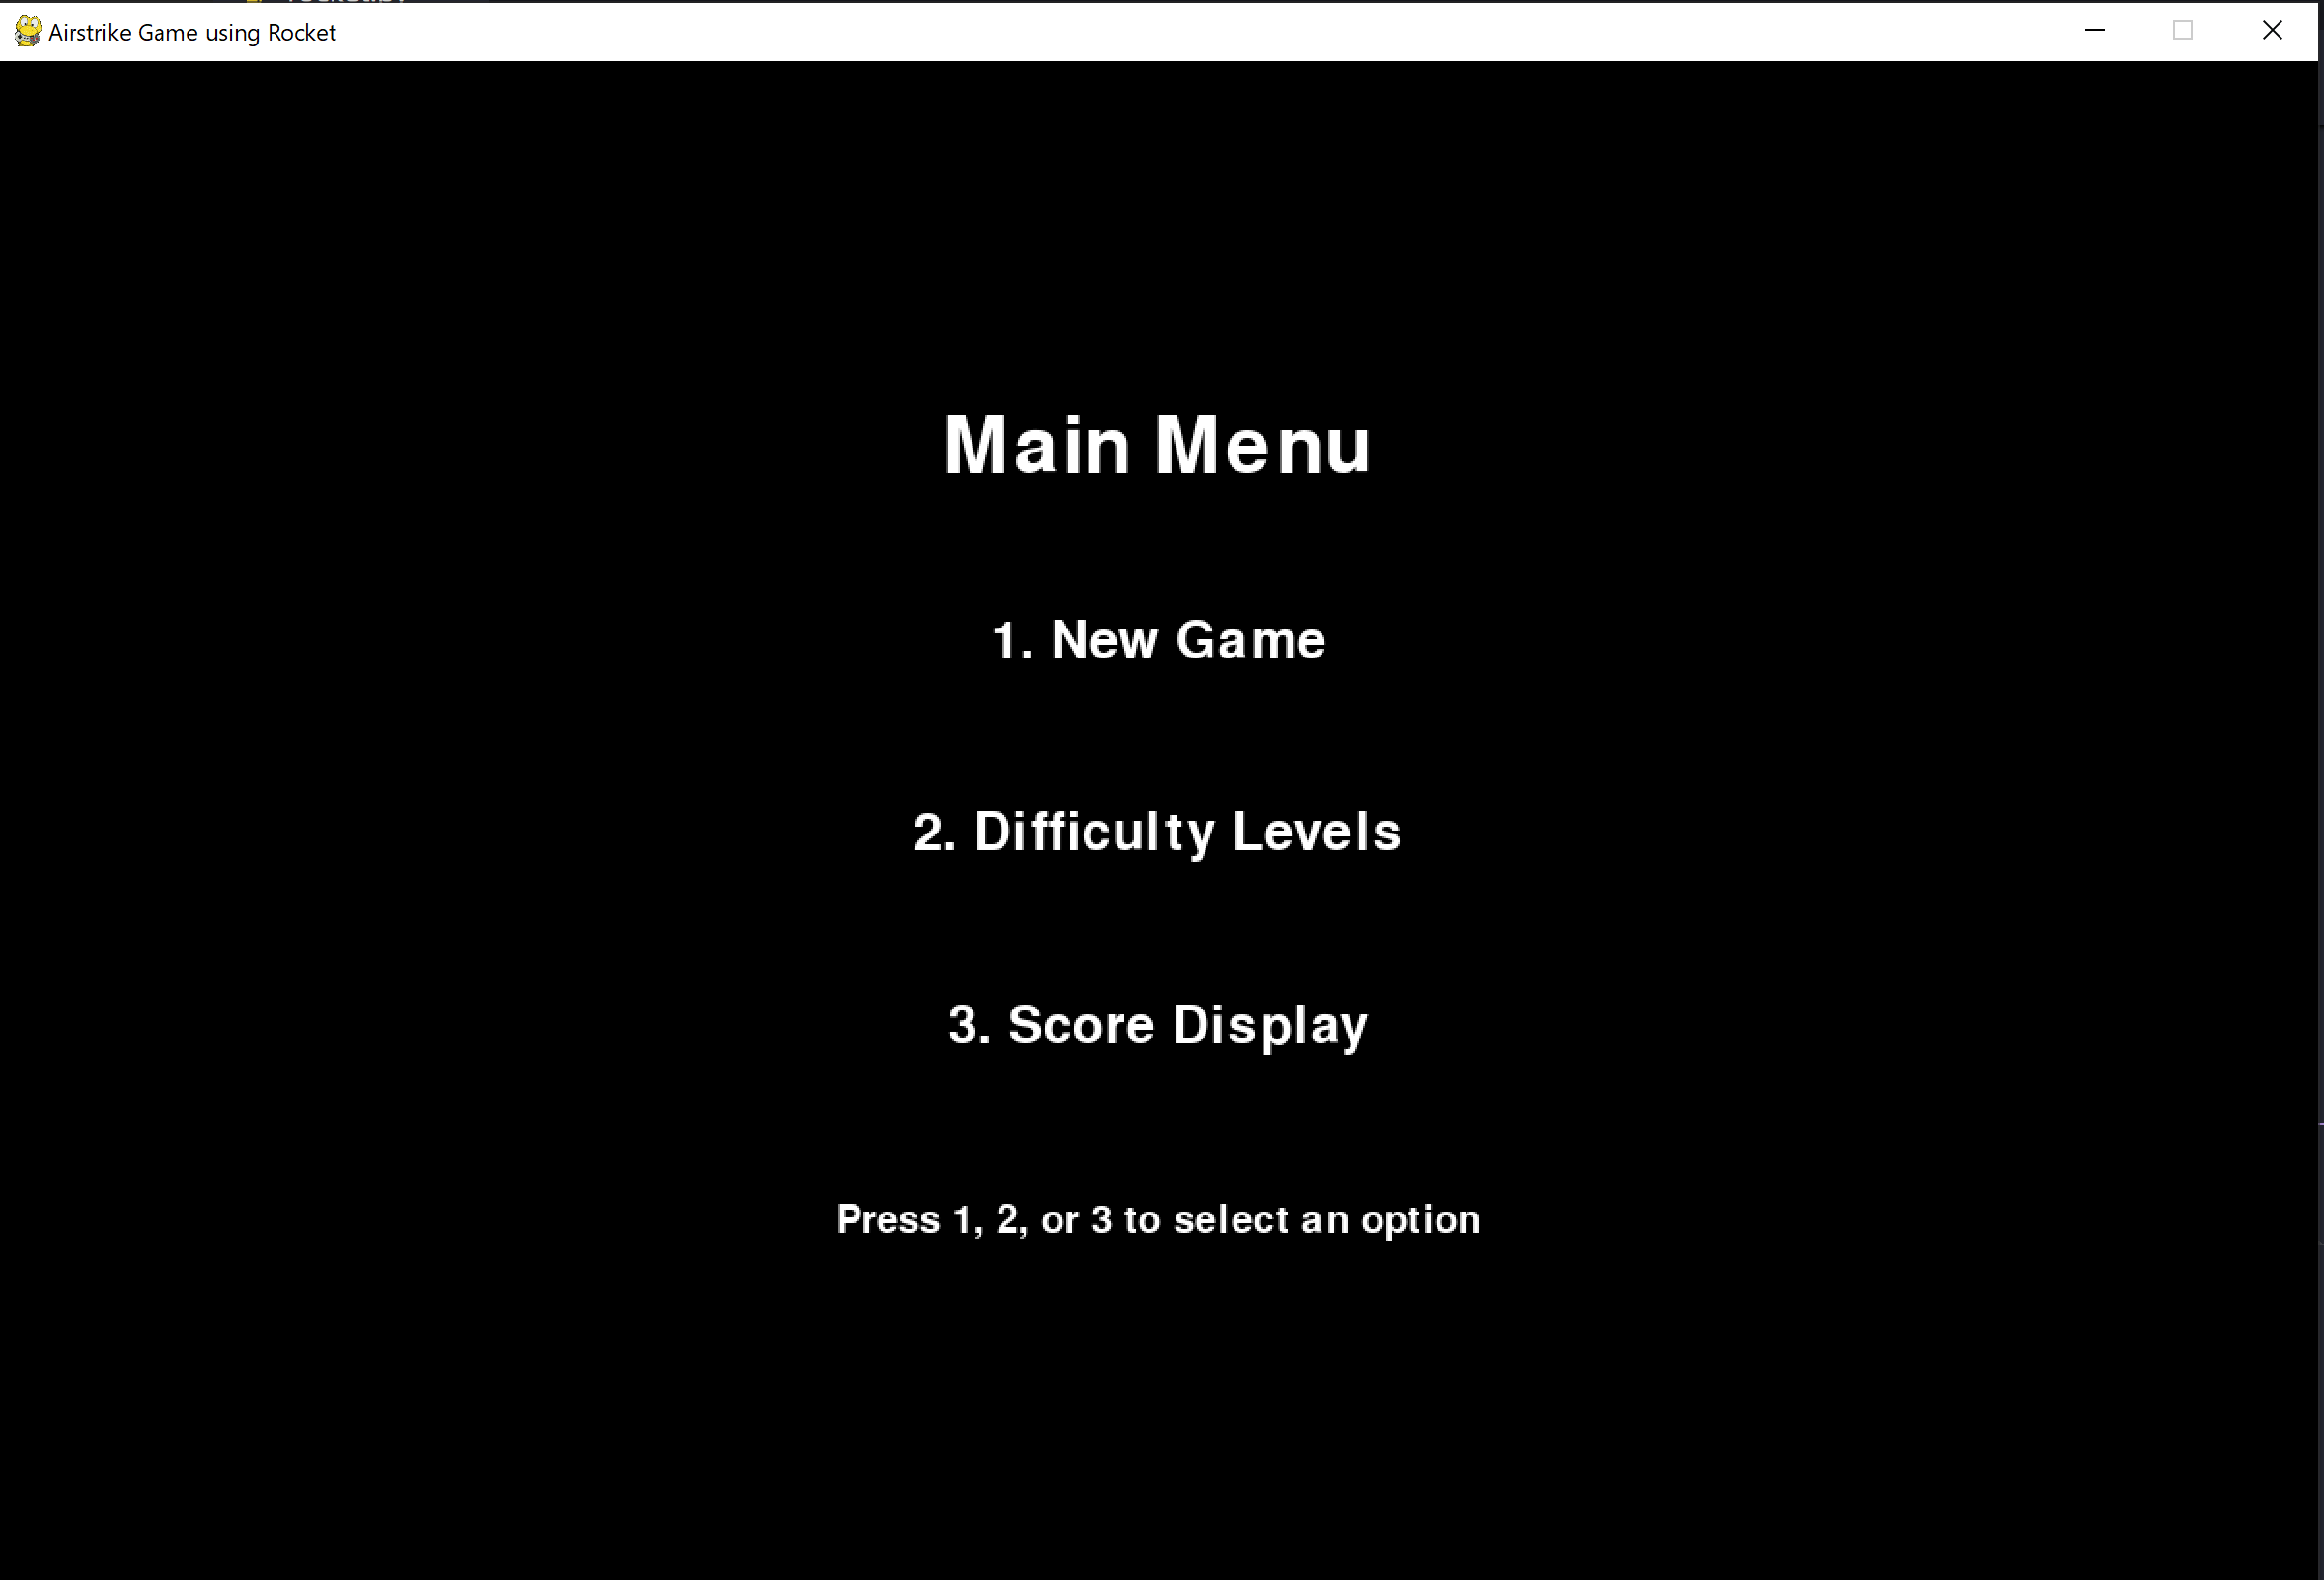 Airstrike Game using Rocket
Main Menu
1. New Game
2. Difficulty Levels
3. Score Display
Press 1, 2, or 3 to select an option